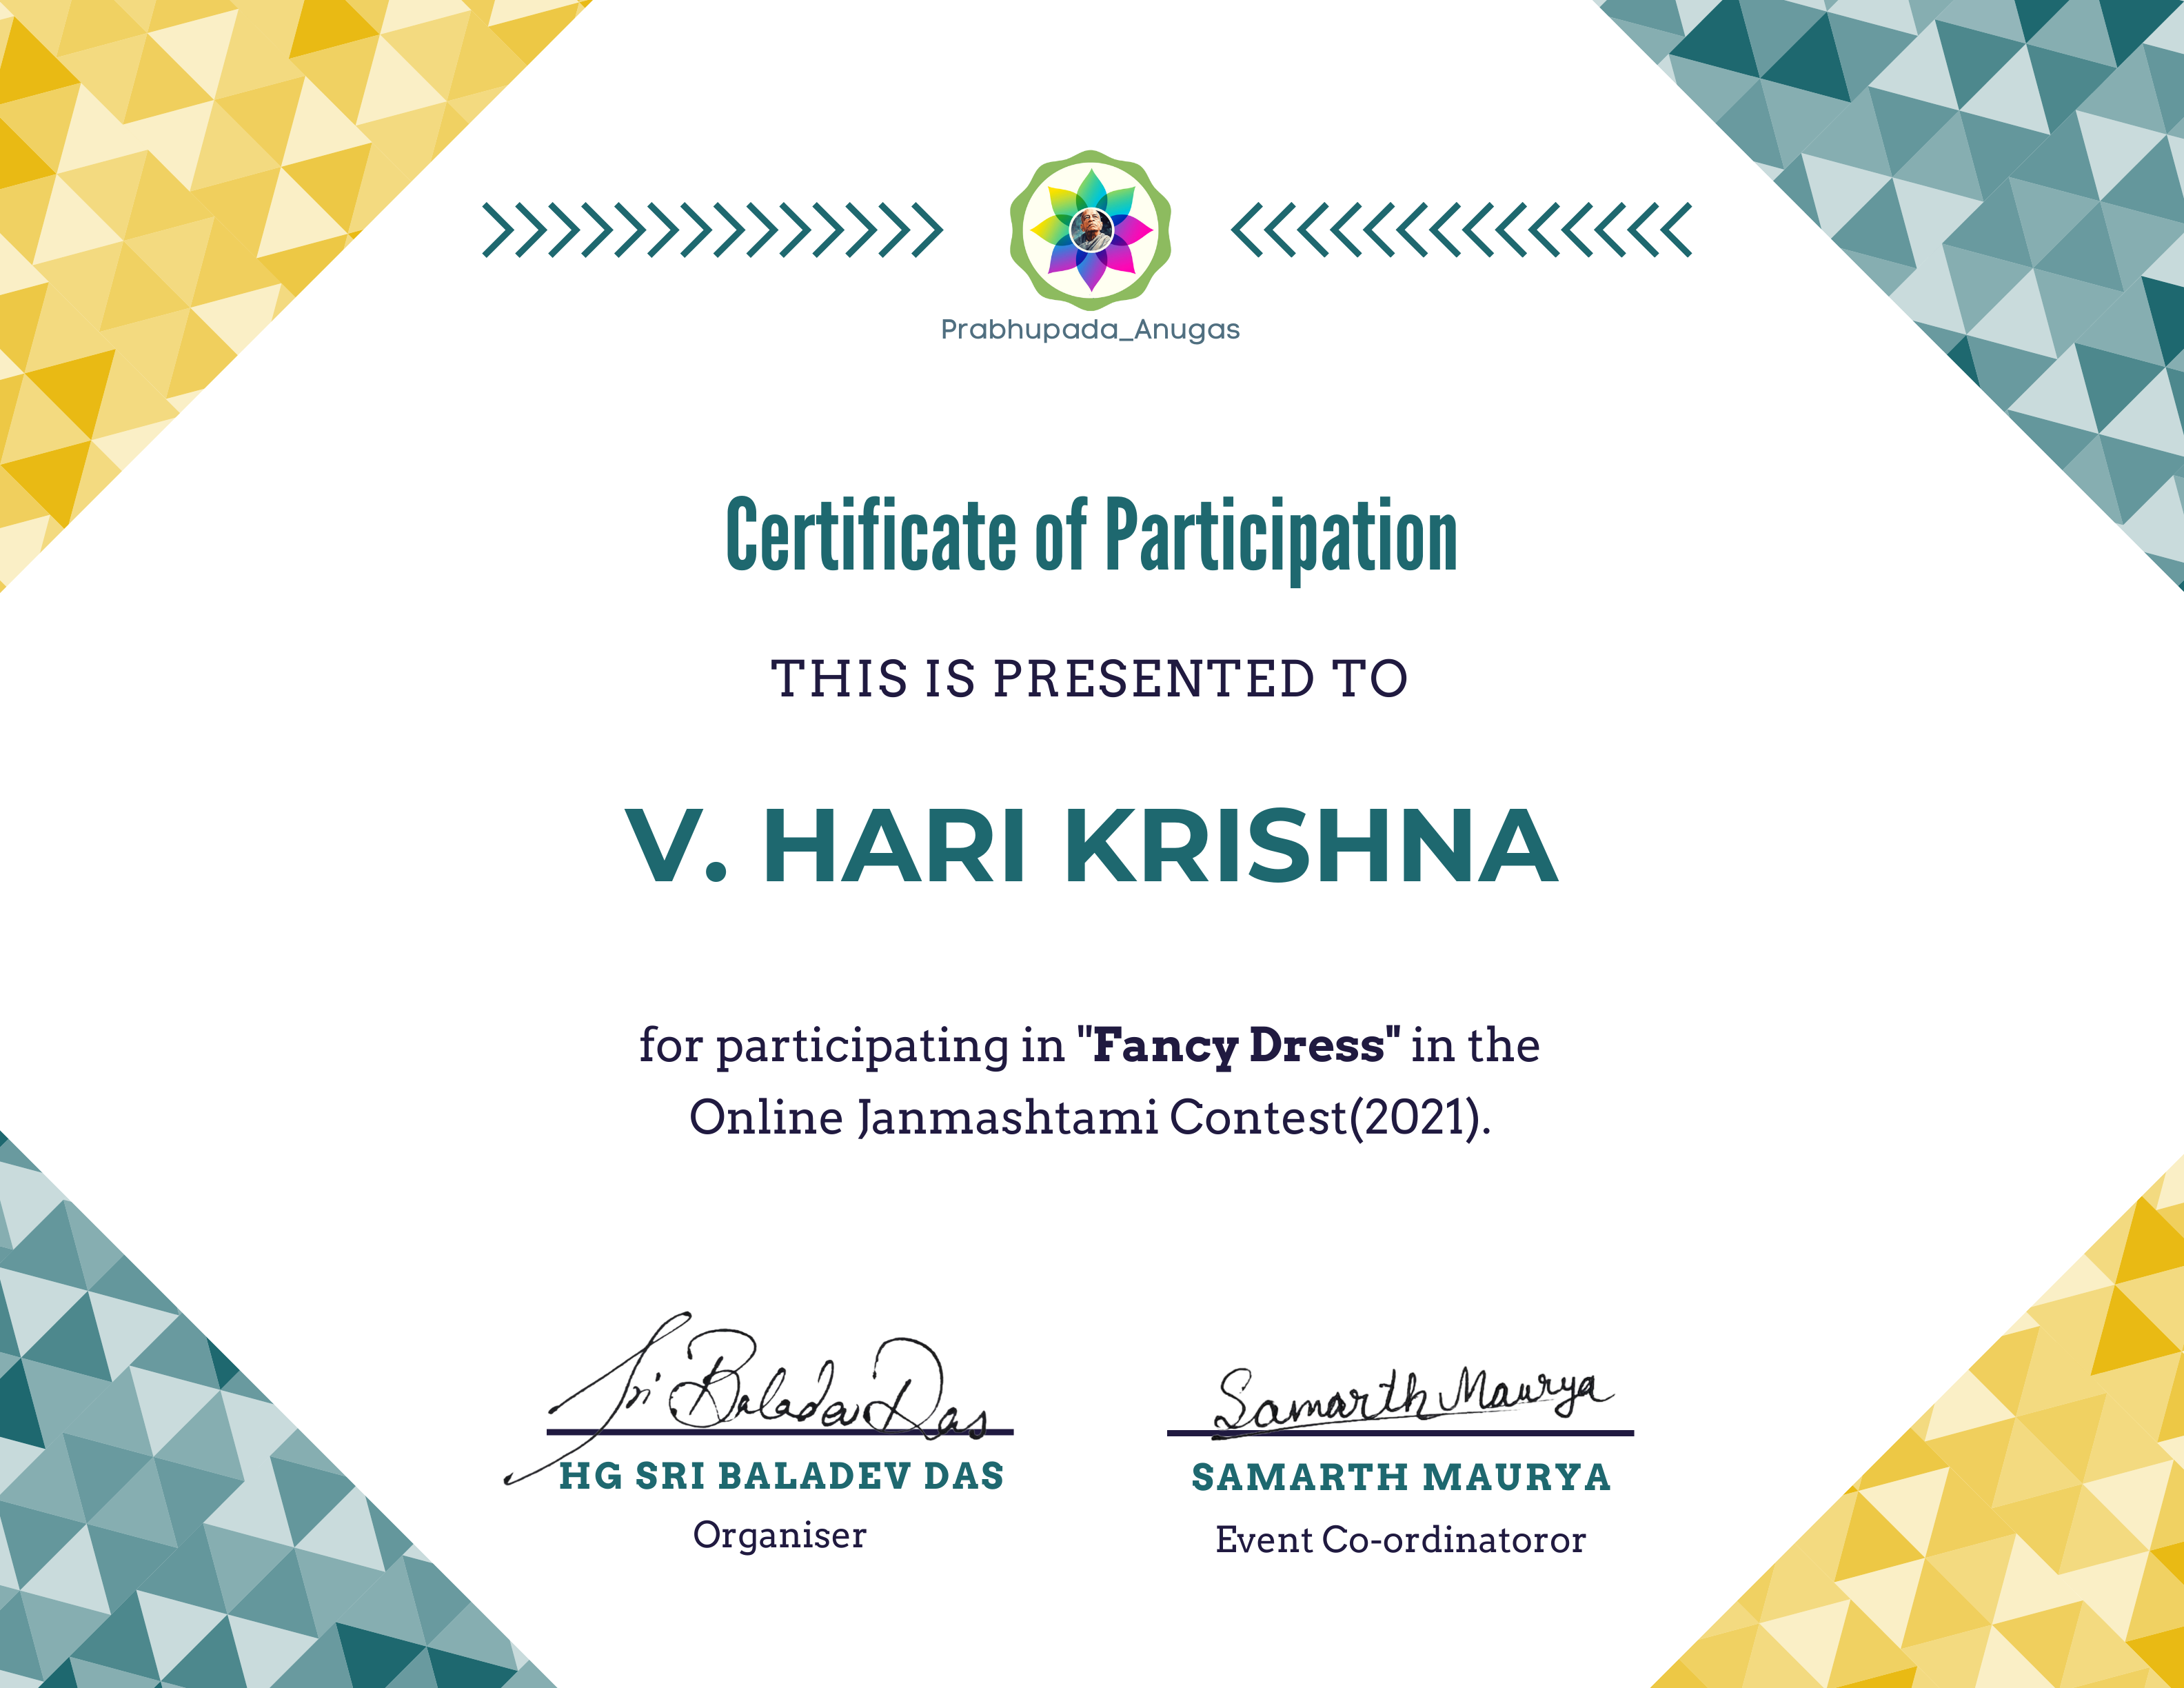 Prabhupada_Anugas
Certificate of Participation
THIS IS PRESENTED TO
V. HARI KRISHNA
for participating in "Fancy Dress" in the
Online Janmashtami Contest(2021).
Sri Baladev Das
Samarth Maurya
HG SRI BALADEV DAS
SAMARTH MAURYA
Organiser
Event Co-ordinatoror